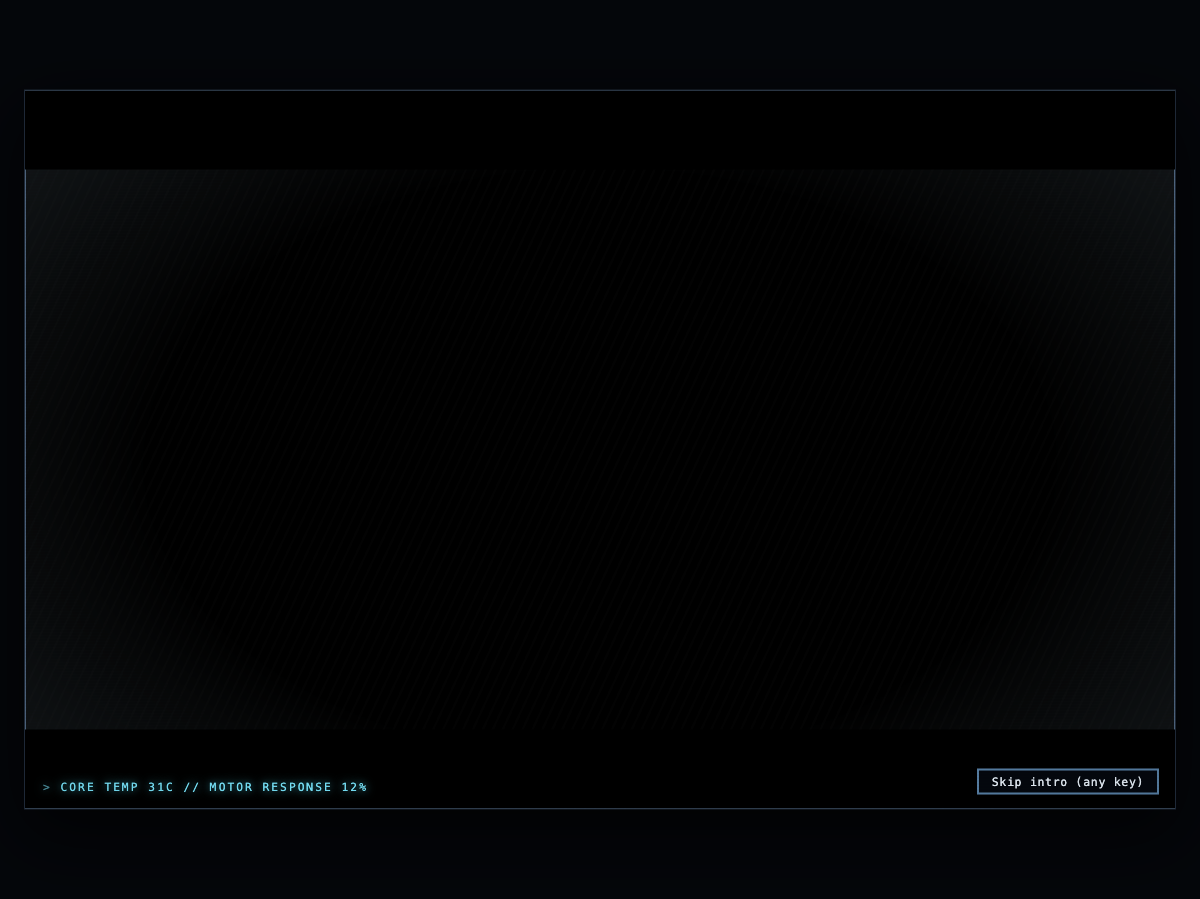 > CORE TEMP 31C // MOTOR RESPONSE 12%
Skip intro (any key)